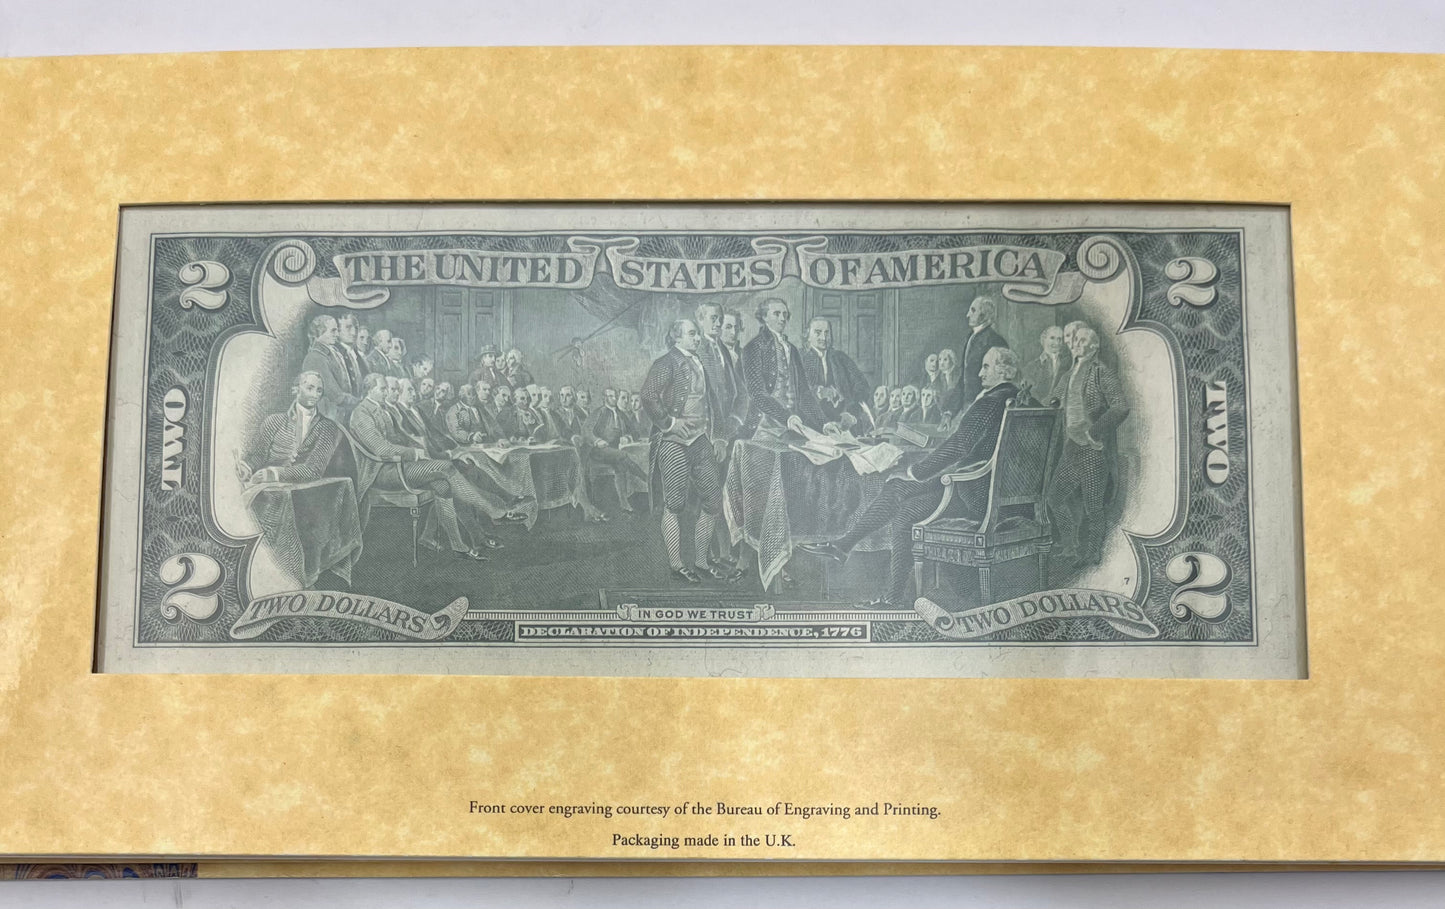 THE UNITED STATES OF AMERICA
2
2
TWO
TWO
2
2
7
TWO DOLLARS
IN GOD WE TRUST
TWO DOLLARS
DECLARATION OF INDEPENDENCE, 1776
Front cover engraving courtesy of the Bureau of Engraving and Printing.
Packaging made in the U.K.